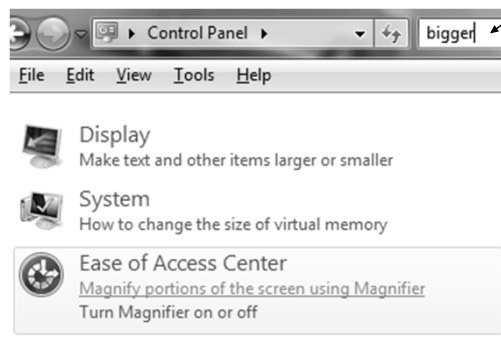 Control Panel
bigger
File Edit View Tools Help
Display
Make text and other items larger or smaller
System
How to change the size of virtual memory
Ease of Access Center
Magnify portions of the screen using Magnifier
Turn Magnifier on or off